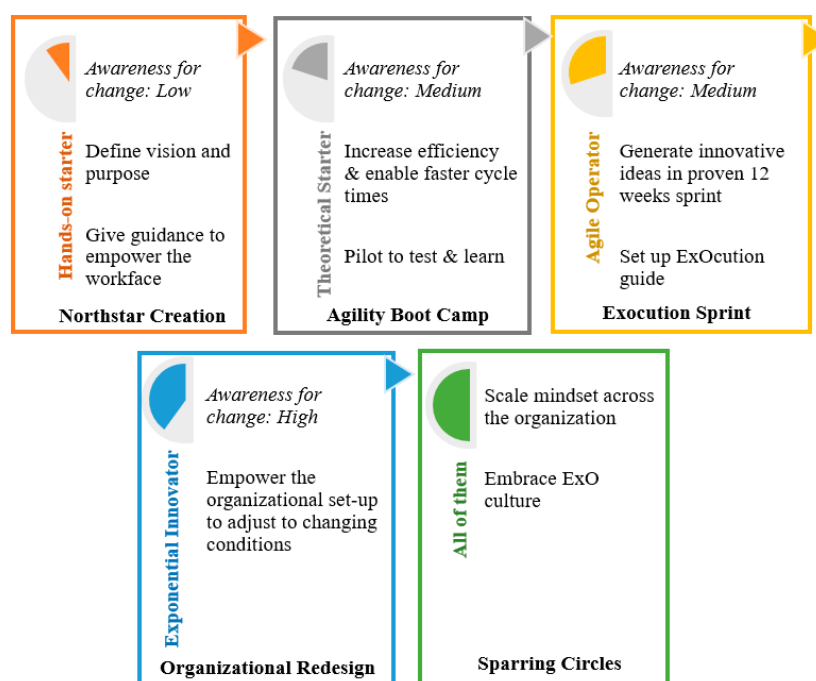 Hands-on starter
Awareness for
change: Low
Define vision and
purpose
Give guidance to
empower the
workface
Northstar Creation
Theoretical Starter
Awareness for
change: Medium
Increase efficiency
& enable faster cycle
times
Pilot to test & learn
Agility Boot Camp
Agile Operator
Awareness for
change: Medium
Generate innovative
ideas in proven 12
weeks sprint
Set up ExOcution
guide
Exocution Sprint
Exponential Innovator
Awareness for
change: High
Empower the
organizational set-up
to adjust to changing
conditions
Organizational Redesign
All of them
Scale mindset across
the organization
Embrace ExO
culture
Sparring Circles